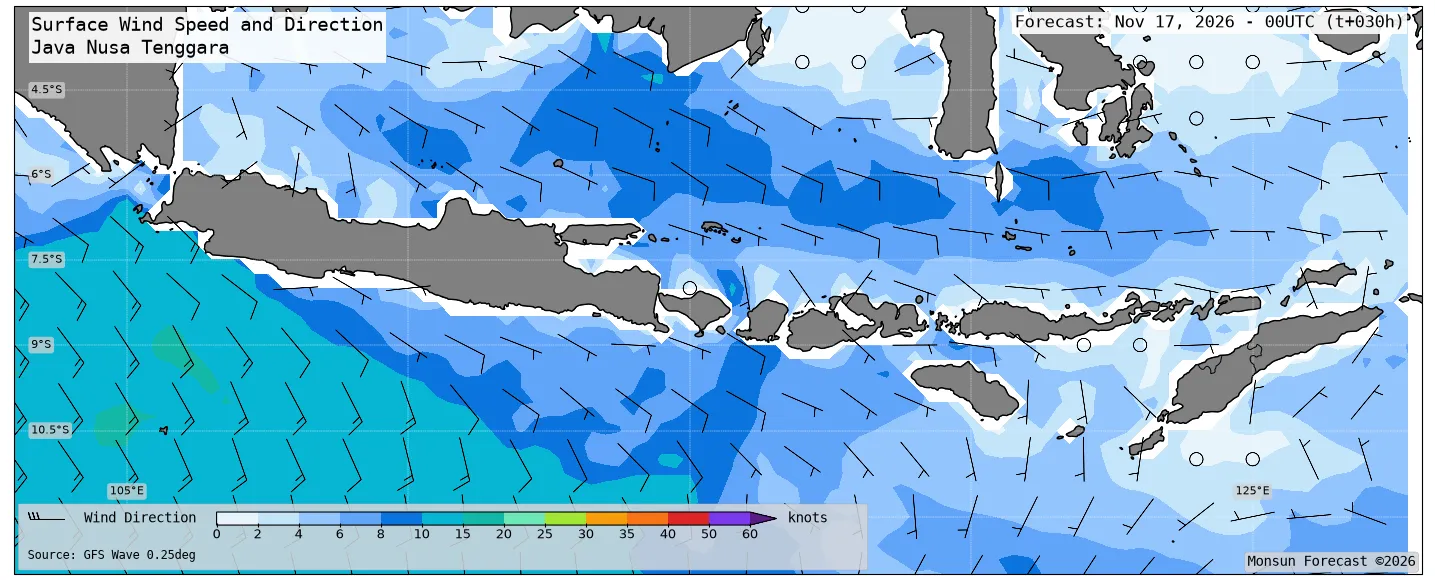 Surface Wind Speed and Direction
Java Nusa Tenggara
Forecast: Nov 17, 2026 - 00UTC (t+030h)
4.5°S
6°S
7.5°S
9°S
10.5°S
105°E
125°E
Wind Direction
0 2 4 6 8 10 15 20 25 30 35 40 50 60
knots
Source: GFS Wave 0.25deg
Monsun Forecast ©2026